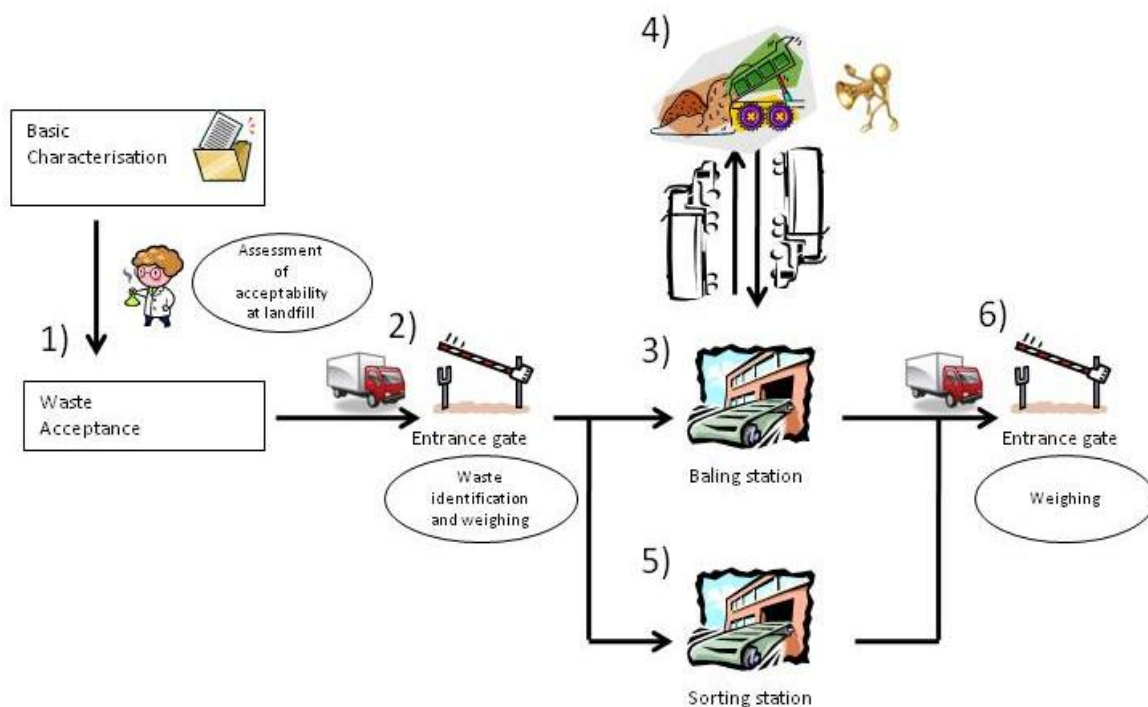 4)
Basic
Characterisation
Assessment
of
acceptability
at landfill
1)
2)
3)
6)
Waste
Acceptance
Entrance gate
Baling station
Entrance gate
Waste
identification
and weighing
Weighing
5)
Sorting station